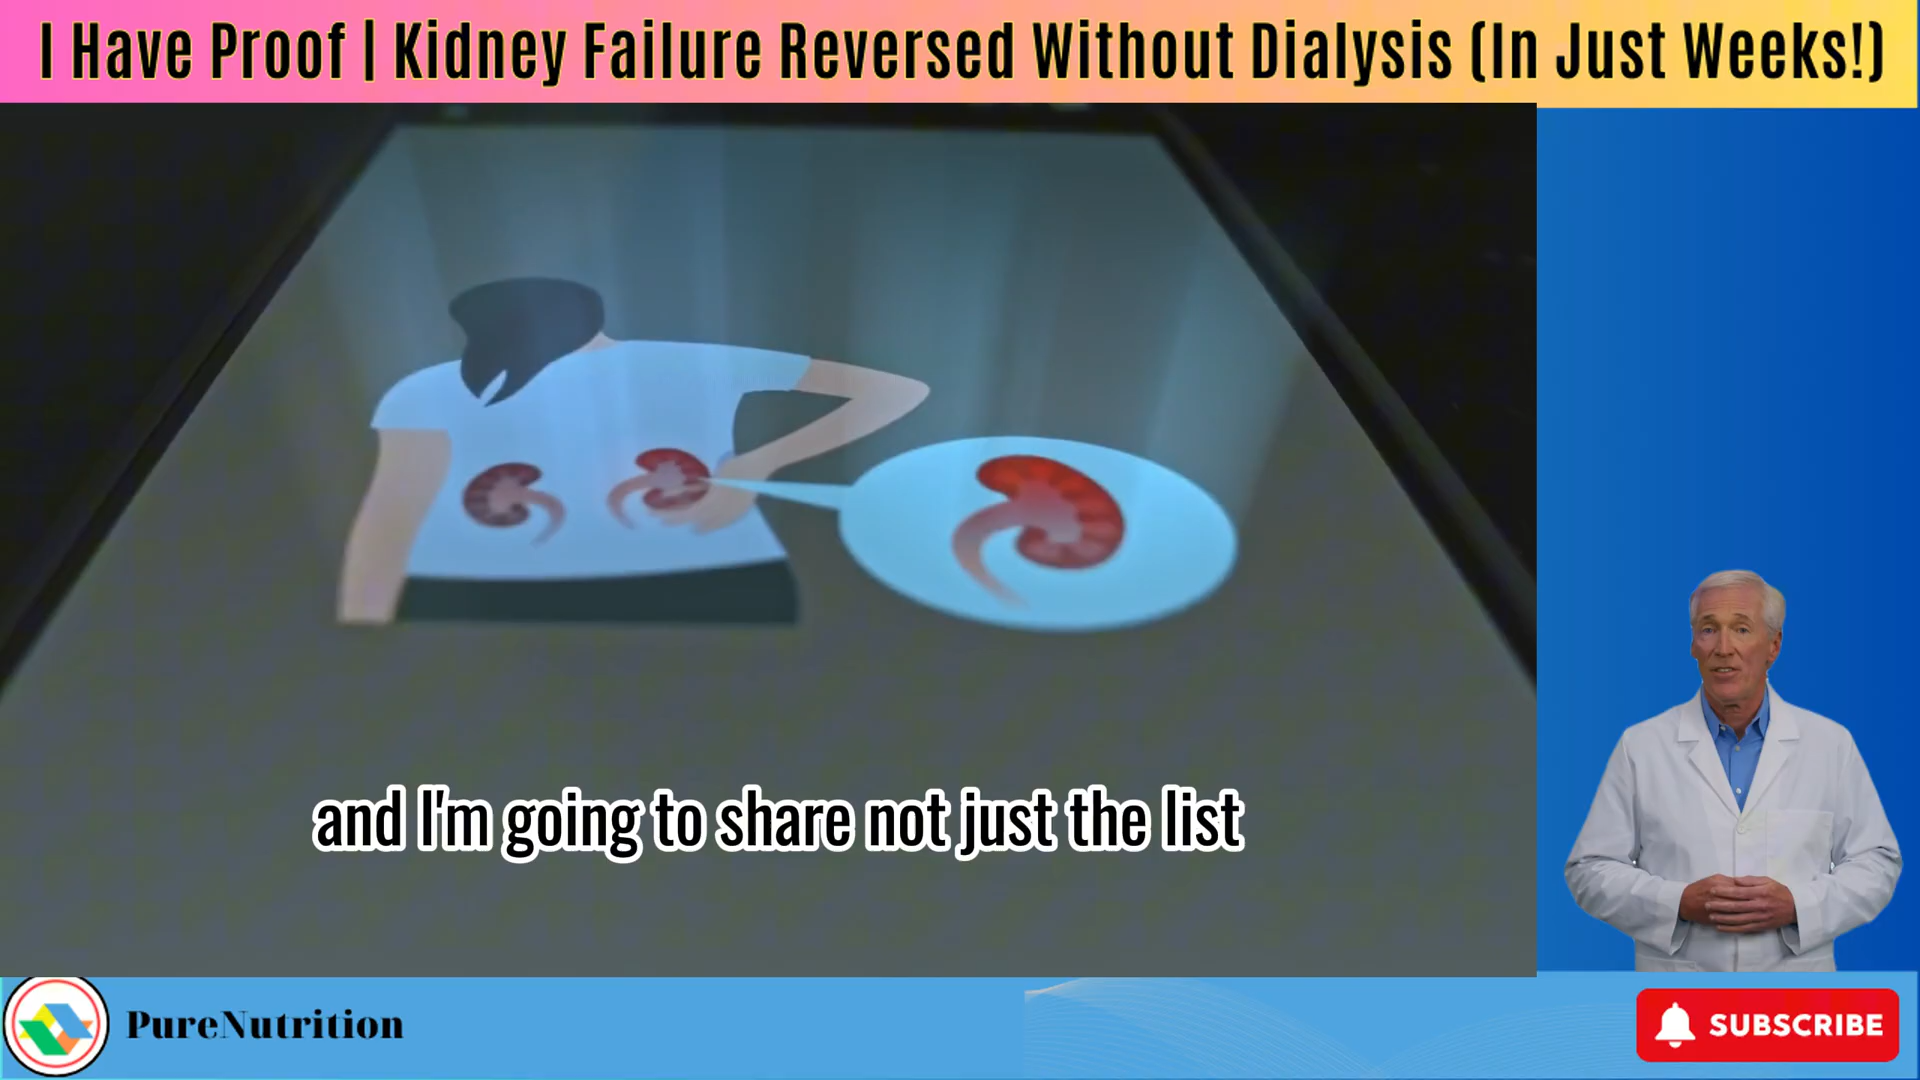 I Have Proof | Kidney Failure Reversed Without Dialysis (In Just Weeks!)
and I'm going to share not just the list
PureNutrition
SUBSCRIBE